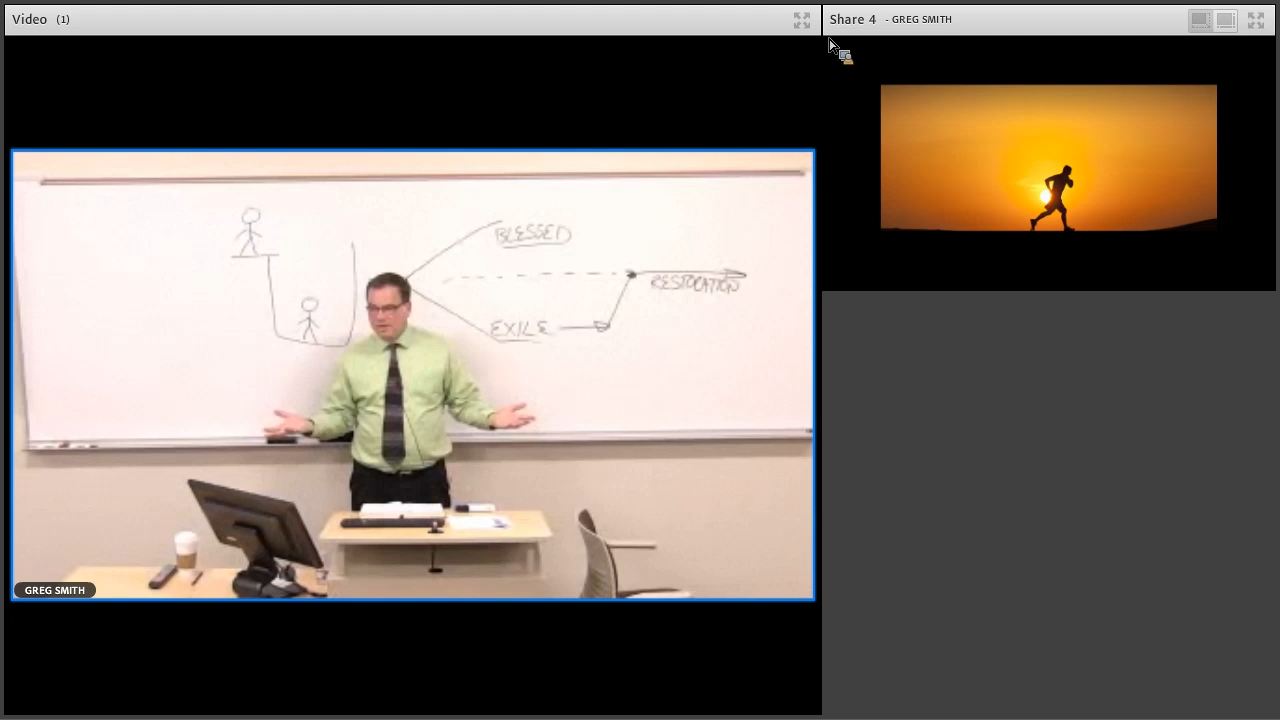 Video (1)
Share 4 - GREG SMITH
BLESSED
RESTORATION
EXILE
GREG SMITH